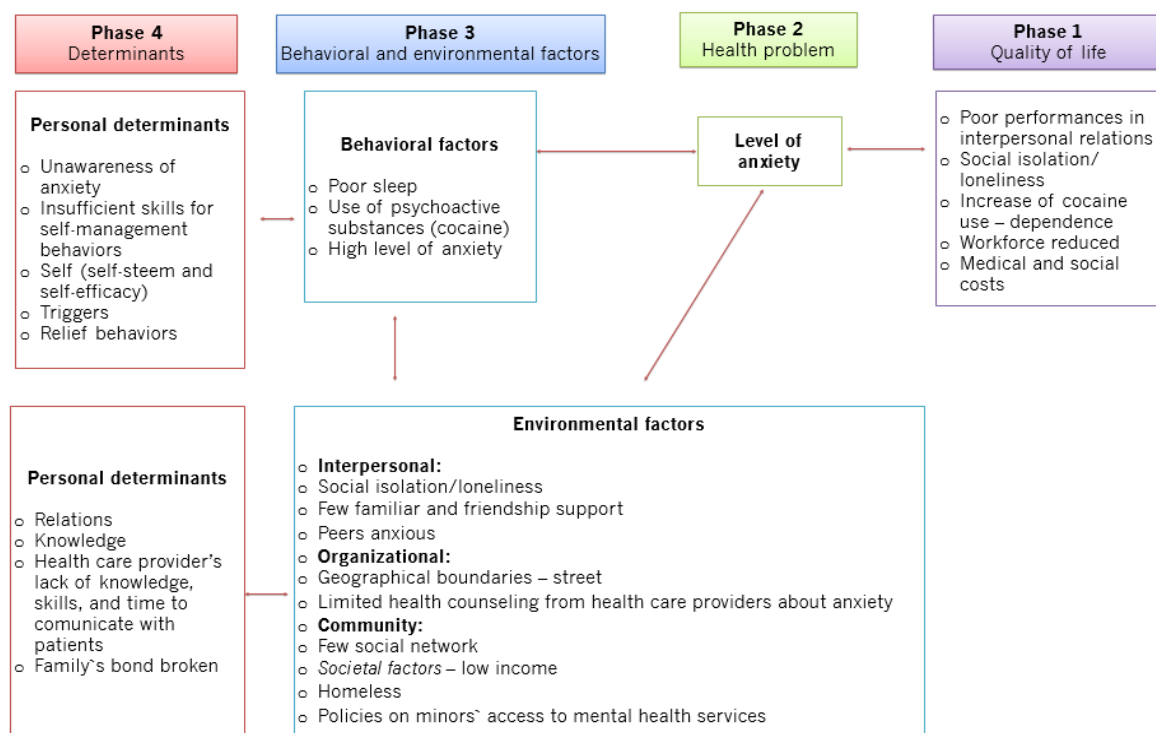 Phase 4
Determinants
Phase 3
Behavioral and environmental factors
Phase 2
Health problem
Phase 1
Quality of life
Personal determinants
o Unawareness of
anxiety
o Insufficient skills for
self-management
behaviors
o Self (self-steem and
self-efficacy)
o Triggers
o Relief behaviors
Behavioral factors
o Poor sleep
o Use of psychoactive
substances (cocaine)
o High level of anxiety
Level of
anxiety
o Poor performances in
interpersonal relations
o Social isolation/
loneliness
o Increase of cocaine
use – dependence
o Workforce reduced
o Medical and social
costs
Personal determinants
o Relations
o Knowledge
o Health care provider's
lack of knowledge,
skills, and time to
comunicate with
patients
o Family`s bond broken
Environmental factors
o Interpersonal:
o Social isolation/loneliness
o Few familiar and friendship support
o Peers anxious
o Organizational:
o Geographical boundaries – street
o Limited health counseling from health care providers about anxiety
o Community:
o Few social network
o Societal factors – low income
o Homeless
o Policies on minors` access to mental health services